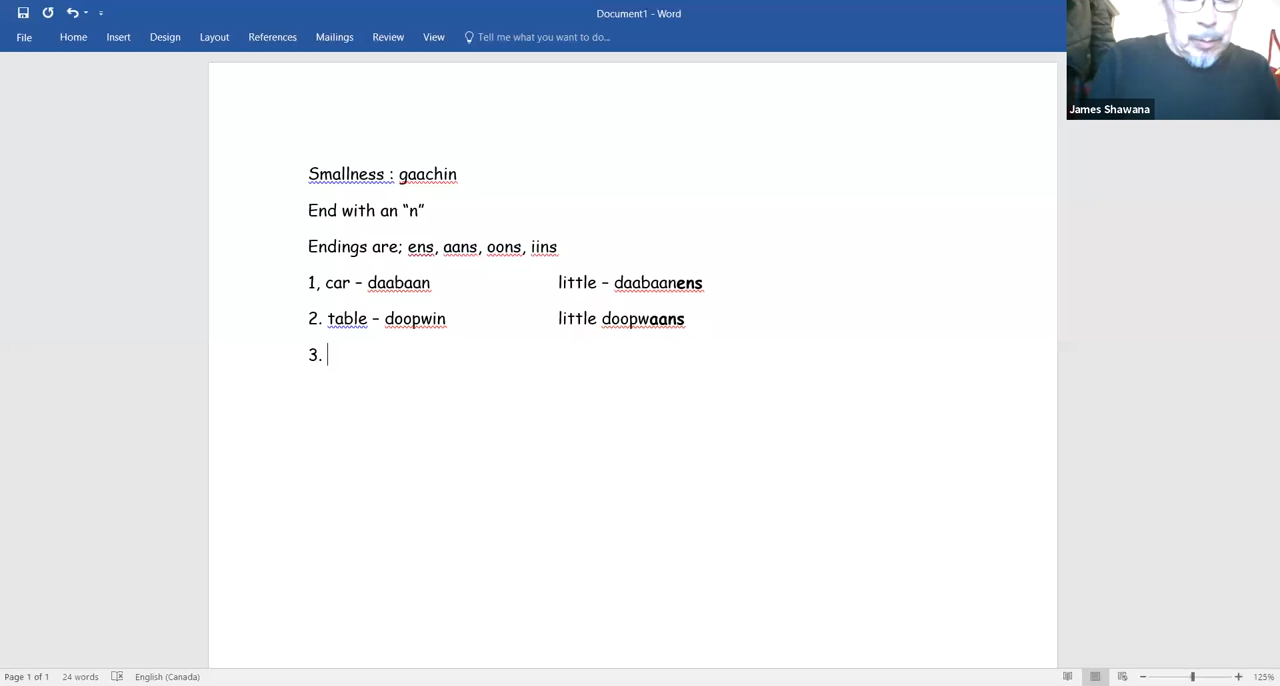 Document1 - Word
File Home Insert Design Layout References Mailings Review View Tell me what you want to do...
James Shawana
Smallness : gaachin
End with an “n”
Endings are; ens, aans, oons, iins
1, car – daabaan little – daabaanens
2. table – doopwin little doopwaans
3.
Page 1 of 1 24 words English (Canada) 125%